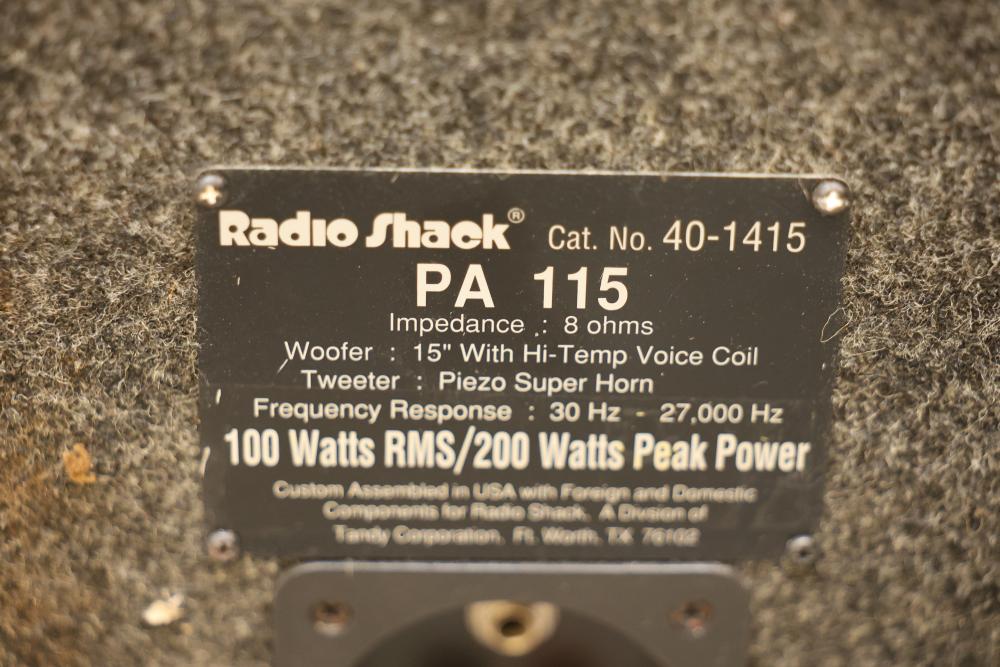 Radio Shack® Cat. No. 40-1415
PA 115
Impedance : 8 ohms
Woofer : 15" With Hi-Temp Voice Coil
Tweeter : Piezo Super Horn
Frequency Response : 30 Hz - 27,000 Hz
100 Watts RMS/200 Watts Peak Power
Custom Assembled in USA with Foreign and Domestic
Components for Radio Shack. A Division of
Tandy Corporation. Ft. Worth. TX 76102